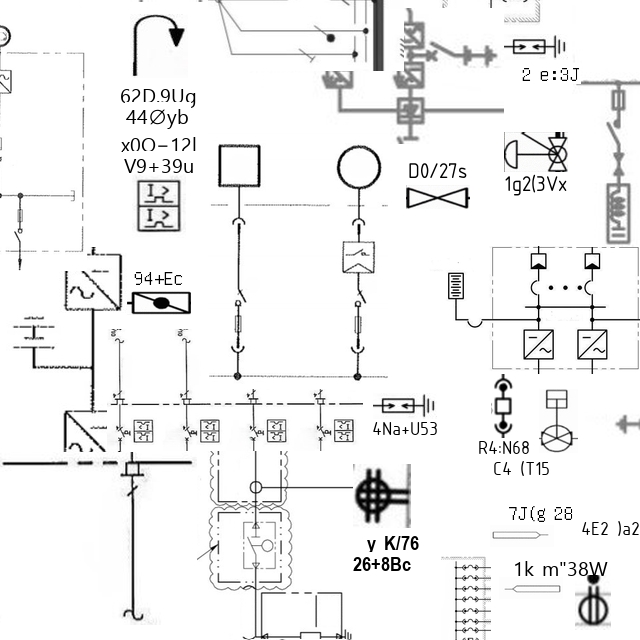 2 e:3J
62D.9Ug
44Øyb
x0O-12l
V9+39u
D0/27s
1g2(3Vx
94+Ec
4Na+U53
R4:N68
C4 (T15
7J(g 28
4E2 )a2
y K/76
26+8Bc
1k m"38W